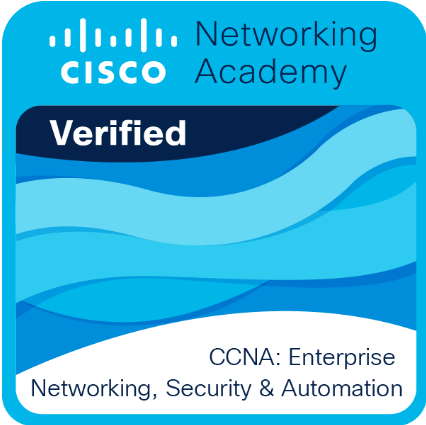 CISCO
Networking
Academy
Verified
CCNA: Enterprise
Networking, Security & Automation